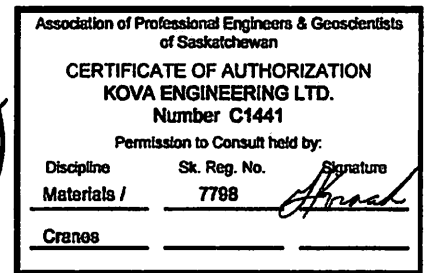 Association of Professional Engineers & Geoscientists
of Saskatchewan
CERTIFICATE OF AUTHORIZATION
KOVA ENGINEERING LTD.
Number C1441
Permission to Consult held by:
Discipline Sk. Reg. No. Signature
Materials / 7798
Cranes